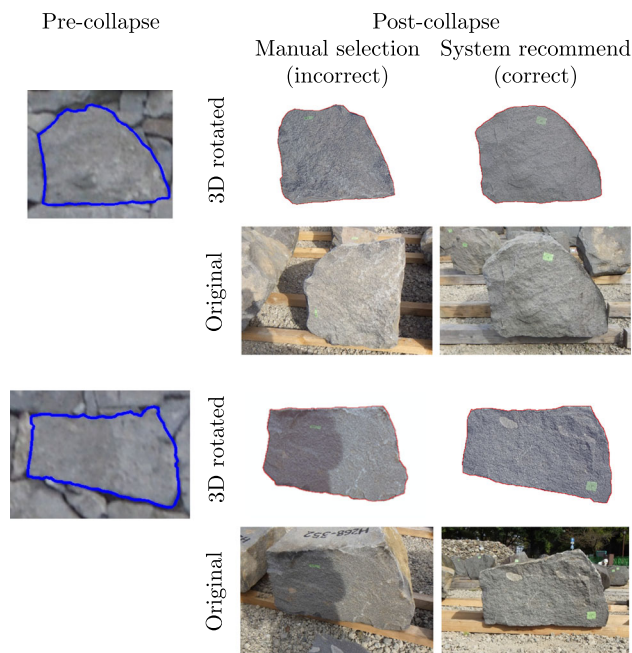 Pre-collapse
Post-collapse
Manual selection
(incorrect)
System recommend
(correct)
3D rotated
Original
3D rotated
Original
H268-332